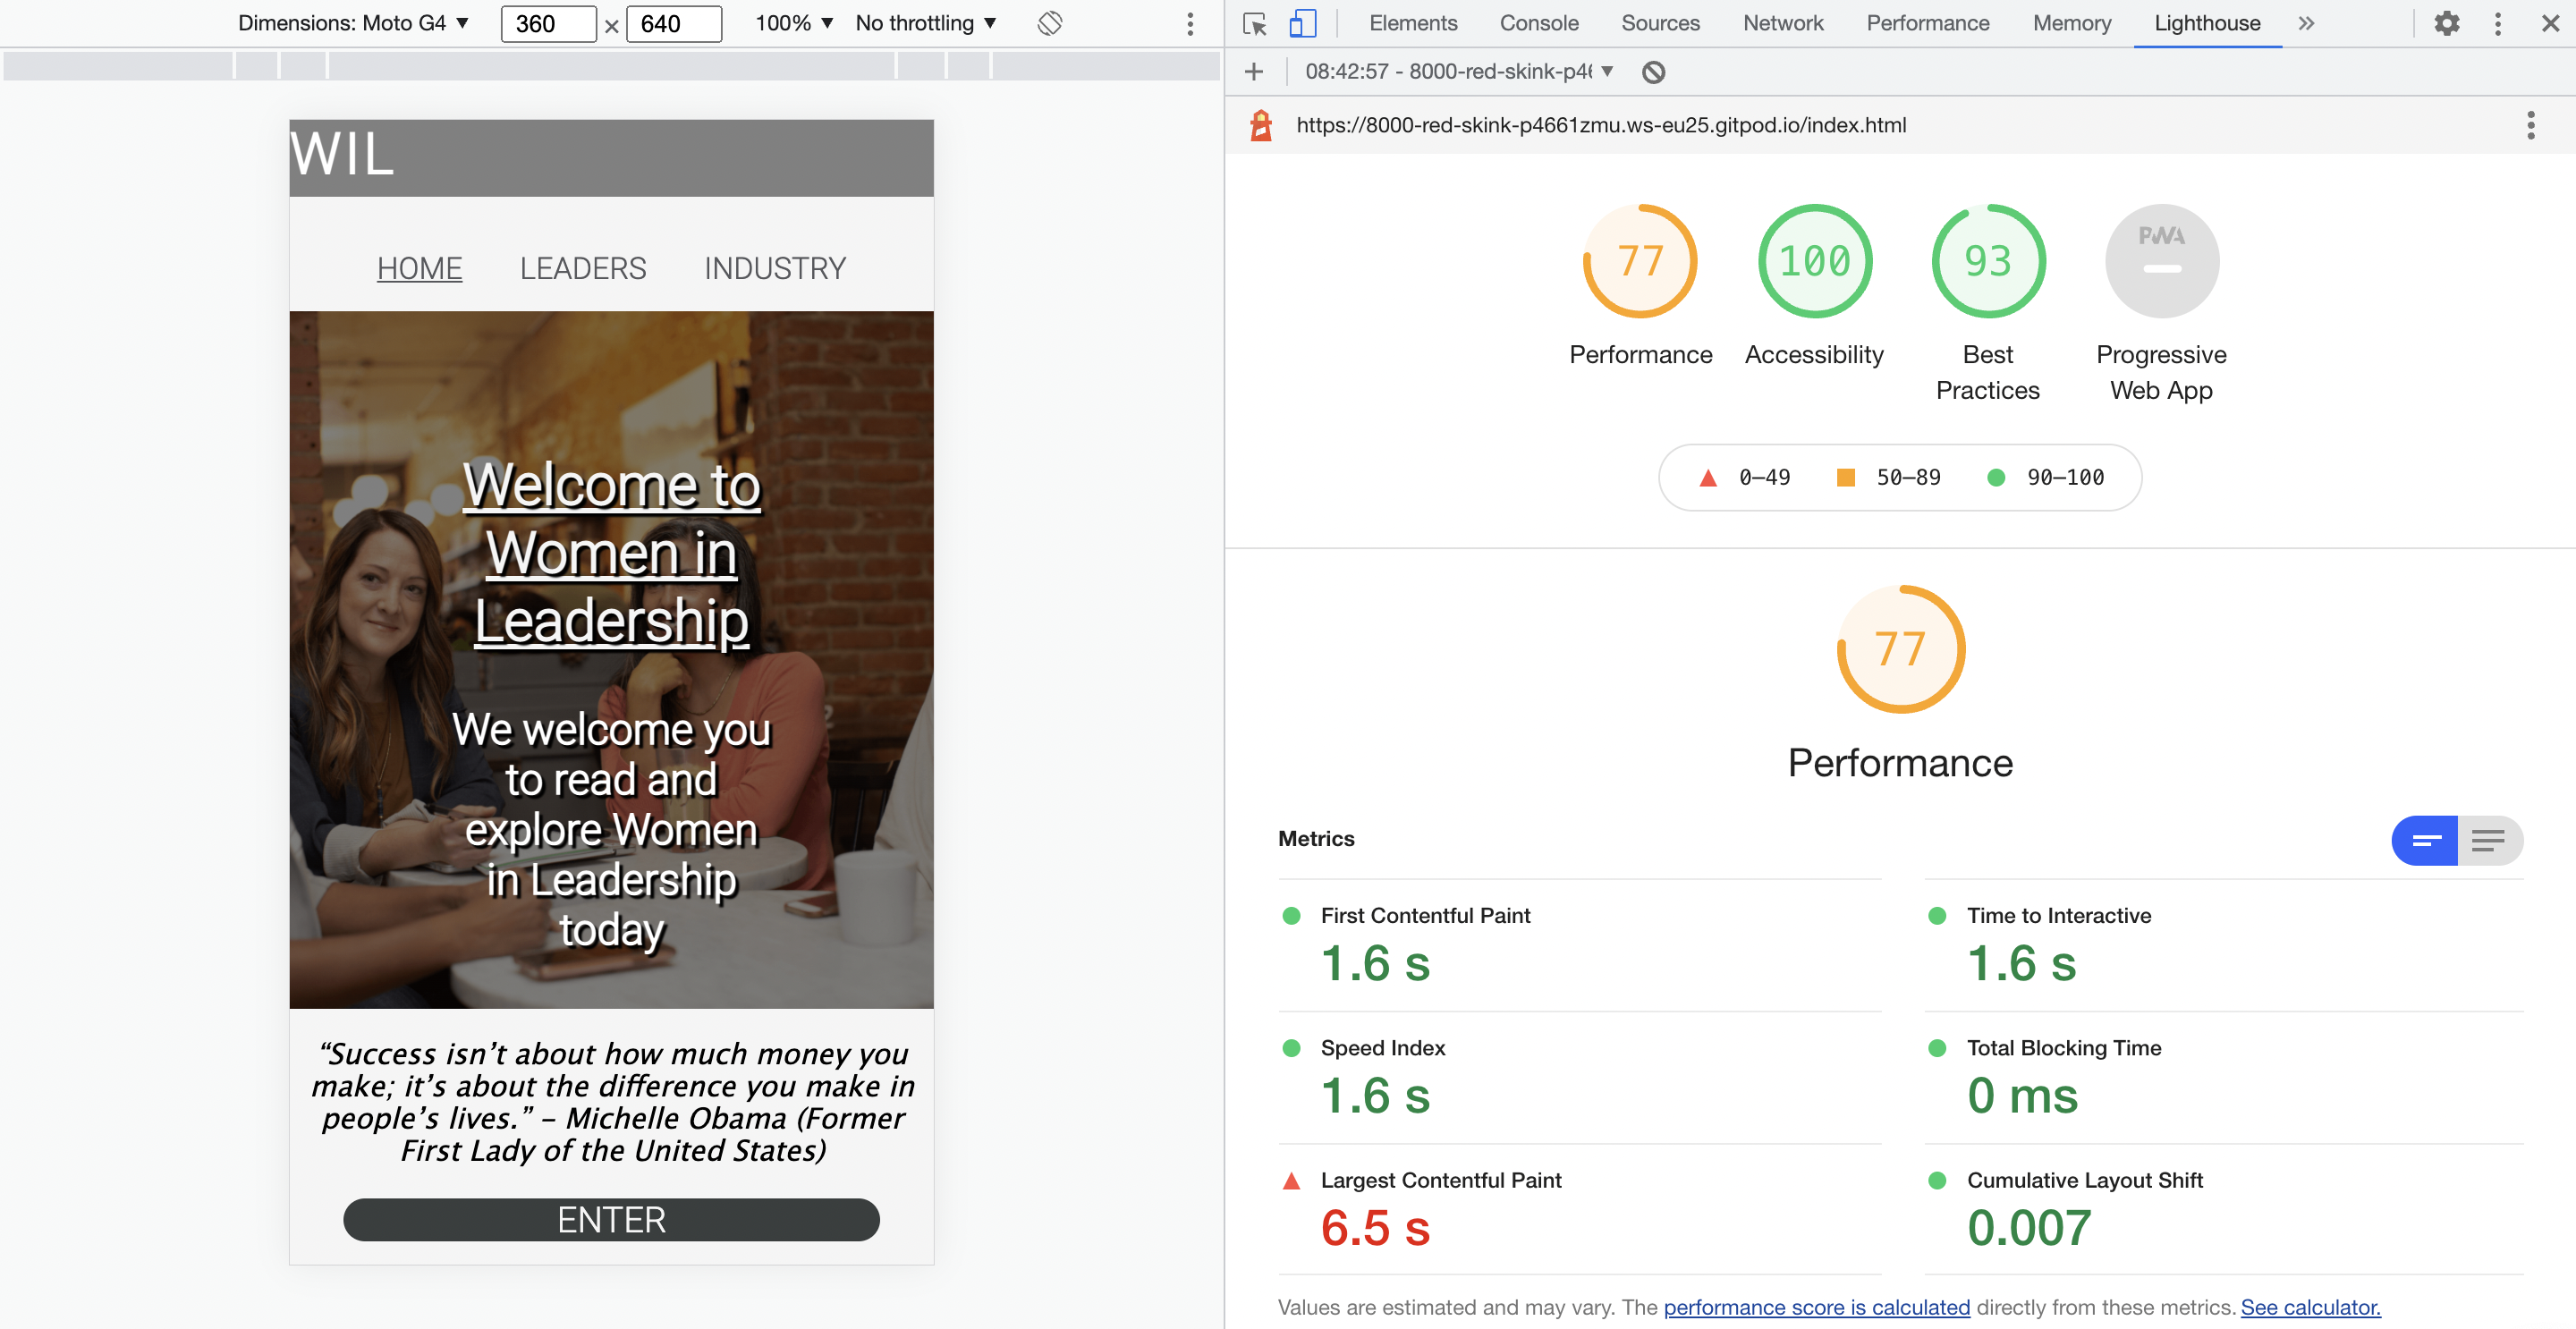 Dimensions: Moto G4 ▼ 360 × 640 100% ▼ No throttling ▼
WIL
HOME LEADERS INDUSTRY
Welcome to
Women in
Leadership
We welcome you
to read and
explore Women
in Leadership
today
“Success isn’t about how much money you
make; it’s about the difference you make in
people’s lives.” – Michelle Obama (Former
First Lady of the United States)
ENTER
Elements Console Sources Network Performance Memory Lighthouse »
+ 08:42:57 - 8000-red-skink-p46 ▼
https://8000-red-skink-p4661zmu.ws-eu25.gitpod.io/index.html
77 100 93 PWA
Performance Accessibility Best Progressive
Practices Web App
0–49 50–89 90–100
77
Performance
Metrics
First Contentful Paint Time to Interactive
1.6 s 1.6 s
Speed Index Total Blocking Time
1.6 s 0 ms
Largest Contentful Paint Cumulative Layout Shift
6.5 s 0.007
Values are estimated and may vary. The performance score is calculated directly from these metrics. See calculator.